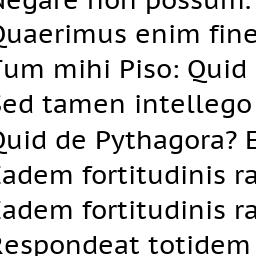 Negare non possum.
Quaerimus enim fine
Tum mihi Piso: Quid
Sed tamen intellego
Quid de Pythagora? E
Eadem fortitudinis ra
Eadem fortitudinis ra
Respondeat totidem